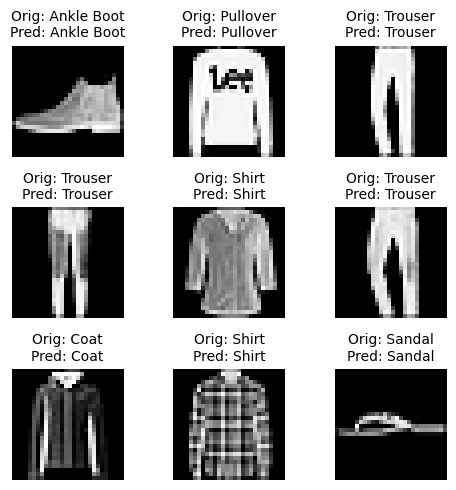 Orig: Ankle Boot
Pred: Ankle Boot
Orig: Pullover
Pred: Pullover
Orig: Trouser
Pred: Trouser
Lee
Orig: Trouser
Pred: Trouser
Orig: Shirt
Pred: Shirt
Orig: Trouser
Pred: Trouser
Orig: Coat
Pred: Coat
Orig: Shirt
Pred: Shirt
Orig: Sandal
Pred: Sandal